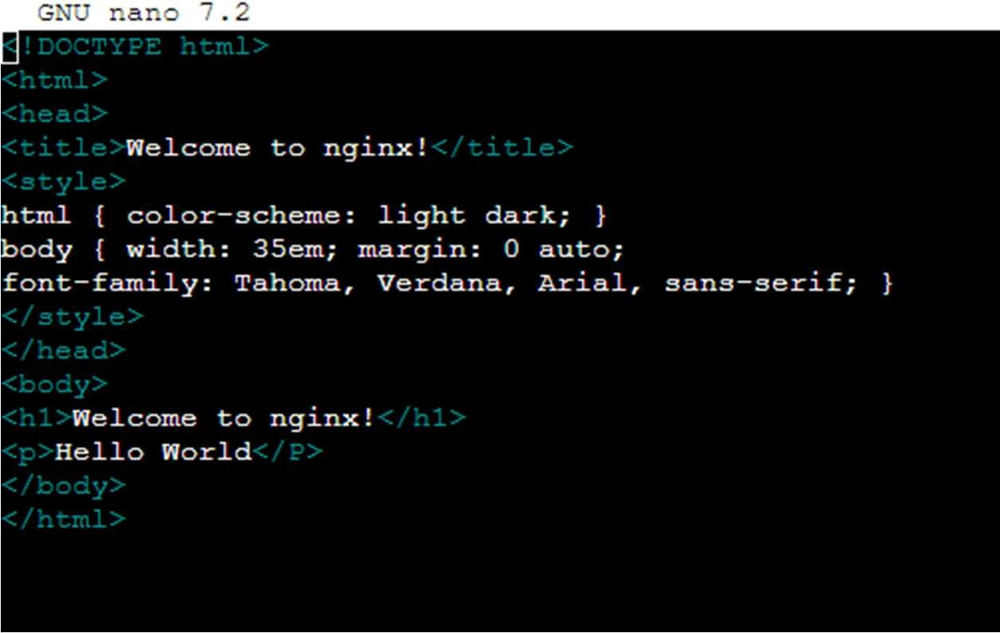 GNU nano 7.2
<!DOCTYPE html>
<html>
<head>
<title>Welcome to nginx!</title>
<style>
html { color-scheme: light dark; }
body { width: 35em; margin: 0 auto;
font-family: Tahoma, Verdana, Arial, sans-serif; }
</style>
</head>
<body>
<h1>Welcome to nginx!</h1>
<p>Hello World</P>
</body>
</html>